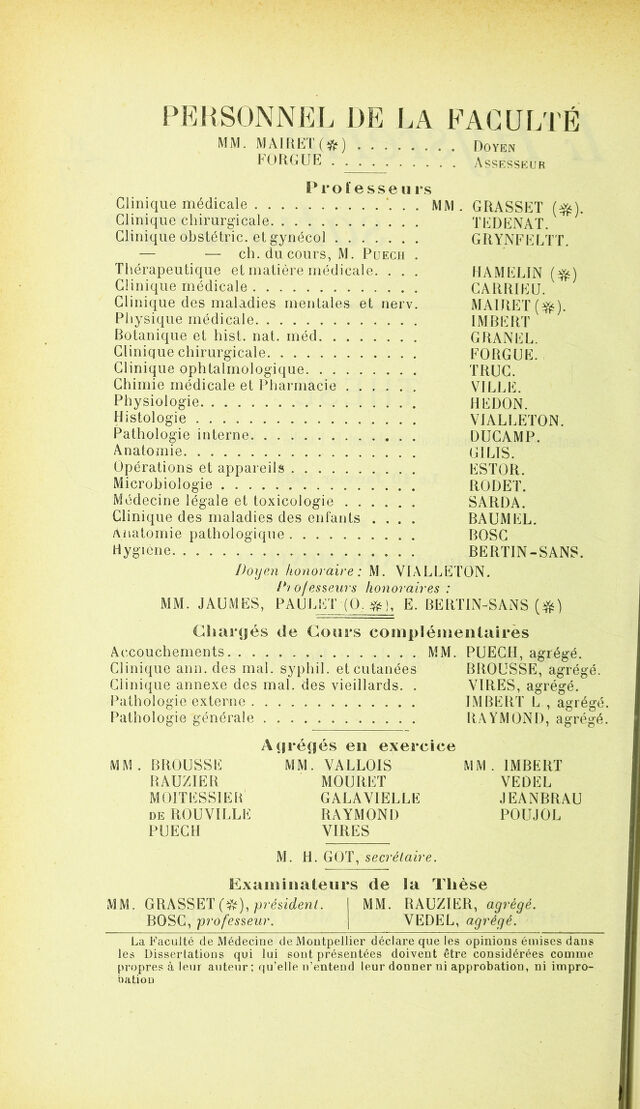 PERSONNEL DE LA FACULTÉ
MM. MAIRET (✻) . . . . . . . . DOYEN
FORGUE . . . . . . . . . . ASSESSEUR
Professeurs
Clinique médicale . . . . . . . . . . . . . MM. GRASSET (✻).
Clinique chirurgicale. . . . . . . . . . . . TEDENAT.
Clinique obstétric. et gynécol . . . . . . . GRYNFELTT.
— — ch. du cours, M. PUECH .
Thérapeutique et matière médicale. . . . HAMELIN (✻)
Clinique médicale . . . . . . . . . . . . . CARRIEU.
Clinique des maladies mentales et nerv. MAIRET (✻).
Physique médicale. . . . . . . . . . . . . IMBERT
Botanique et hist. nat. méd. . . . . . . . GRANEL.
Clinique chirurgicale. . . . . . . . . . . . FORGUE.
Clinique ophtalmologique. . . . . . . . . TRUC.
Chimie médicale et Pharmacie . . . . . . VILLE.
Physiologie. . . . . . . . . . . . . . . . . HEDON.
Histologie . . . . . . . . . . . . . . . . . VIALLETON.
Pathologie interne. . . . . . . . . . . . . DUCAMP.
Anatomie. . . . . . . . . . . . . . . . . . GILIS.
Opérations et appareils . . . . . . . . . . ESTOR.
Microbiologie . . . . . . . . . . . . . . . RODET.
Médecine légale et toxicologie . . . . . . SARDA.
Clinique des maladies des enfants . . . . BAUMEL.
Anatomie pathologique . . . . . . . . . . BOSC
Hygiène. . . . . . . . . . . . . . . . . . . BERTIN-SANS.
Doyen honoraire : M. VIALLETON.
Professeurs honoraires :
MM. JAUMES, PAULET (O. ✻), E. BERTIN-SANS (✻)
Chargés de Cours complémentaires
Accouchements. . . . . . . . . . . . . . . MM. PUECH, agrégé.
Clinique ann. des mal. syphil. et cutanées BROUSSE, agrégé.
Clinique annexe des mal. des vieillards. . VIRES, agrégé.
Pathologie externe . . . . . . . . . . . . . IMBERT L , agrégé.
Pathologie générale . . . . . . . . . . . . RAYMOND, agrégé.
Agrégés en exercice
MM. BROUSSE MM. VALLOIS MM. IMBERT
RAUZIER MOURET VEDEL
MOITESSIER GALAVIELLE JEANBRAU
DE ROUVILLE RAYMOND POUJOL
PUECH VIRES
M. H. GOT, secrétaire.
Examinateurs de la Thèse
MM. GRASSET (✻), président. MM. RAUZIER, agrégé.
BOSC, professeur. VEDEL, agrégé.
La Faculté de Médecine de Montpellier déclare que les opinions émises dans
les Dissertations qui lui sont présentées doivent être considérées comme
propres à leur auteur ; qu'elle n'entend leur donner ni approbation, ni impro-
bation